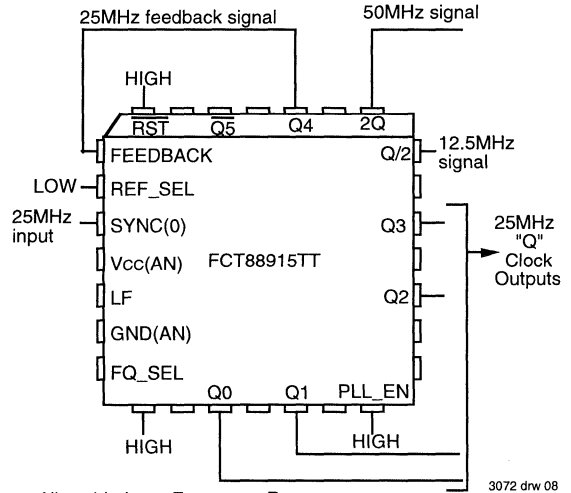 25MHz feedback signal
50MHz signal
HIGH
RST
Q5
Q4
2Q
FEEDBACK
Q/2
12.5MHz
signal
LOW
REF_SEL
25MHz
input
SYNC(0)
Q3
25MHz
"Q"
Clock
Outputs
Vcc(AN)
FCT88915TT
LF
Q2
GND(AN)
FQ_SEL
Q0
Q1
PLL_EN
HIGH
HIGH
3072 drw 08